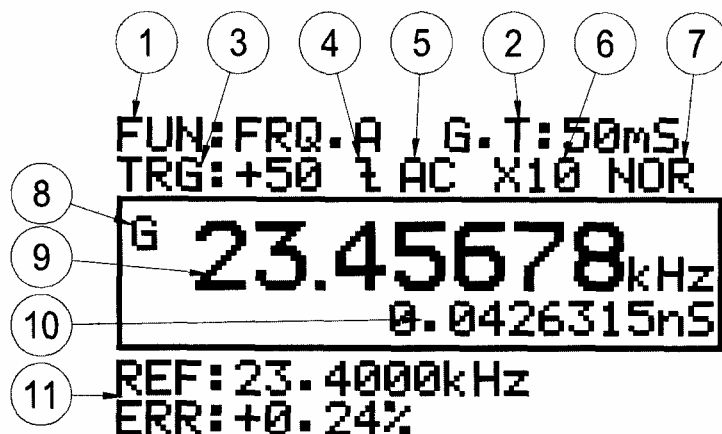 1 3 4 5 2 6 7
FUN:FRQ.A G.T:50mS
TRG:+50 AC X10 NOR
8 G
9 23.45678kHz
10 0.0426315nS
11
REF:23.4000kHz
ERR:+0.24%